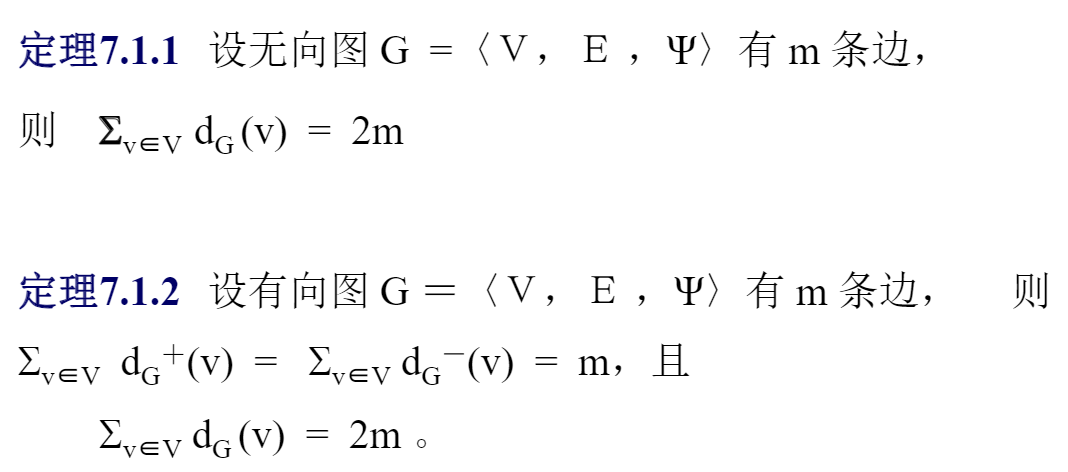 定理7.1.1 设无向图 G =〈V, E , Ψ〉有 m 条边,
则 Σv∈V dG (v) = 2m
定理7.1.2 设有向图 G =〈V, E , Ψ〉有 m 条边, 则
Σv∈V dG+(v) = Σv∈V dG−(v) = m, 且
Σv∈V dG (v) = 2m 。